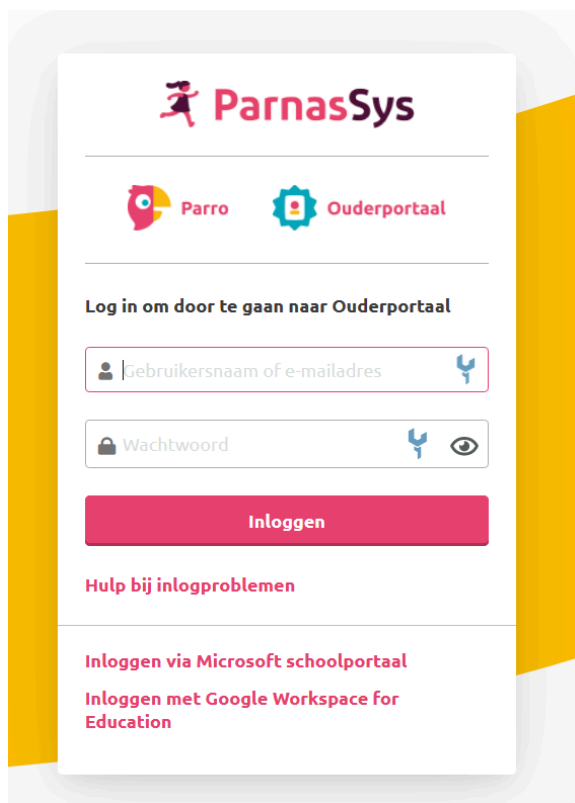 ParnasSys
Parro
Ouderportaal
Log in om door te gaan naar Ouderportaal
Gebruikersnaam of e-mailadres
Wachtwoord
Inloggen
Hulp bij inlogproblemen
Inloggen via Microsoft schoolportaal
Inloggen met Google Workspace for
Education